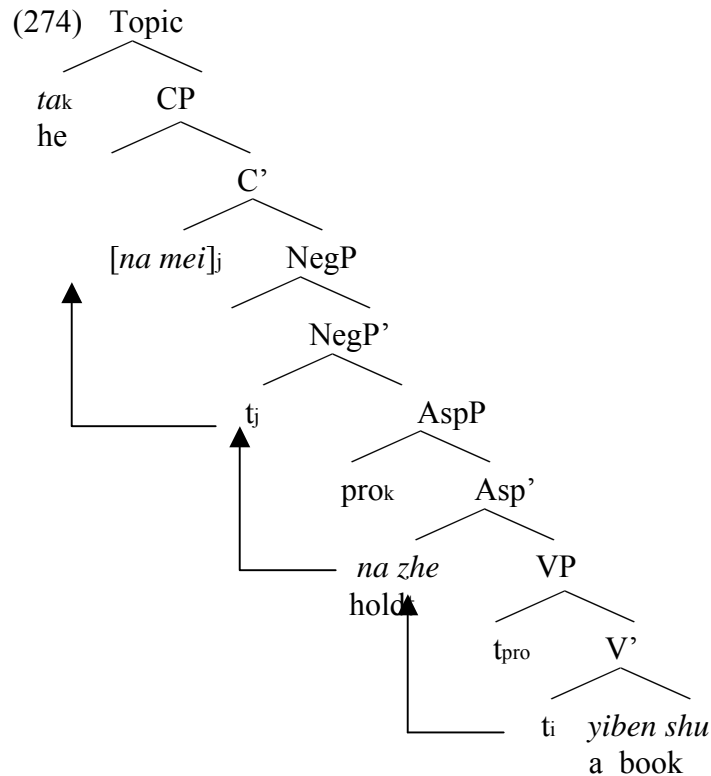 (274) Topic
tak CP
he
C’
[na mei]j NegP
NegP’
tj AspP
prok Asp’
na zhe VP
hold
tpro V’
ti yiben shu
a book